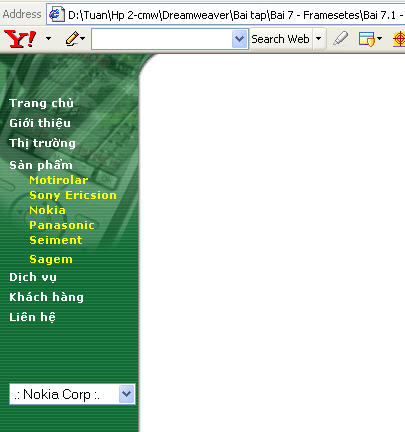 Address D:\Tuan\Hp 2-cmw\Dreamweaver\Bai tap\Bai 7 - Framesetes\Bai 7.1 -
Y! Search Web
Trang chủ
Giới thiệu
Thị trường
Sản phẩm
Motirolar
Sony Ericsion
Nokia
Panasonic
Seiment
Sagem
Dịch vụ
Khách hàng
Liên hệ
.: Nokia Corp :.